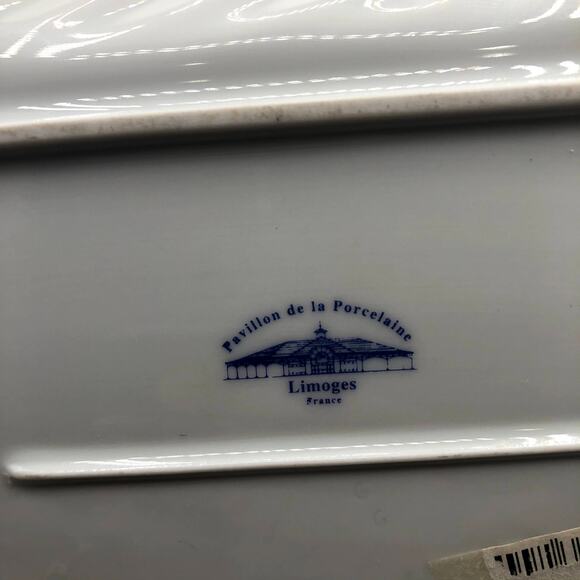 Pavillon de la Porcelaine
Limoges
France